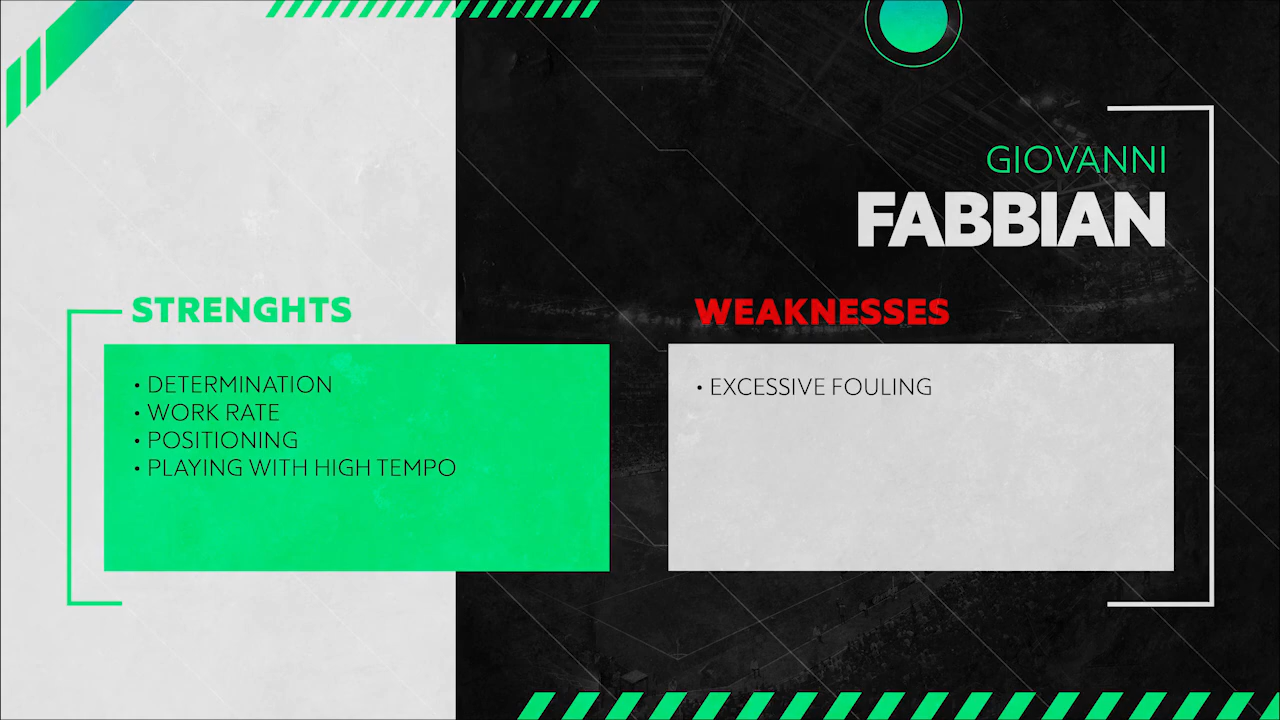 GIOVANNI
FABBIAN
STRENGHTS
• DETERMINATION
• WORK RATE
• POSITIONING
• PLAYING WITH HIGH TEMPO
WEAKNESSES
• EXCESSIVE FOULING